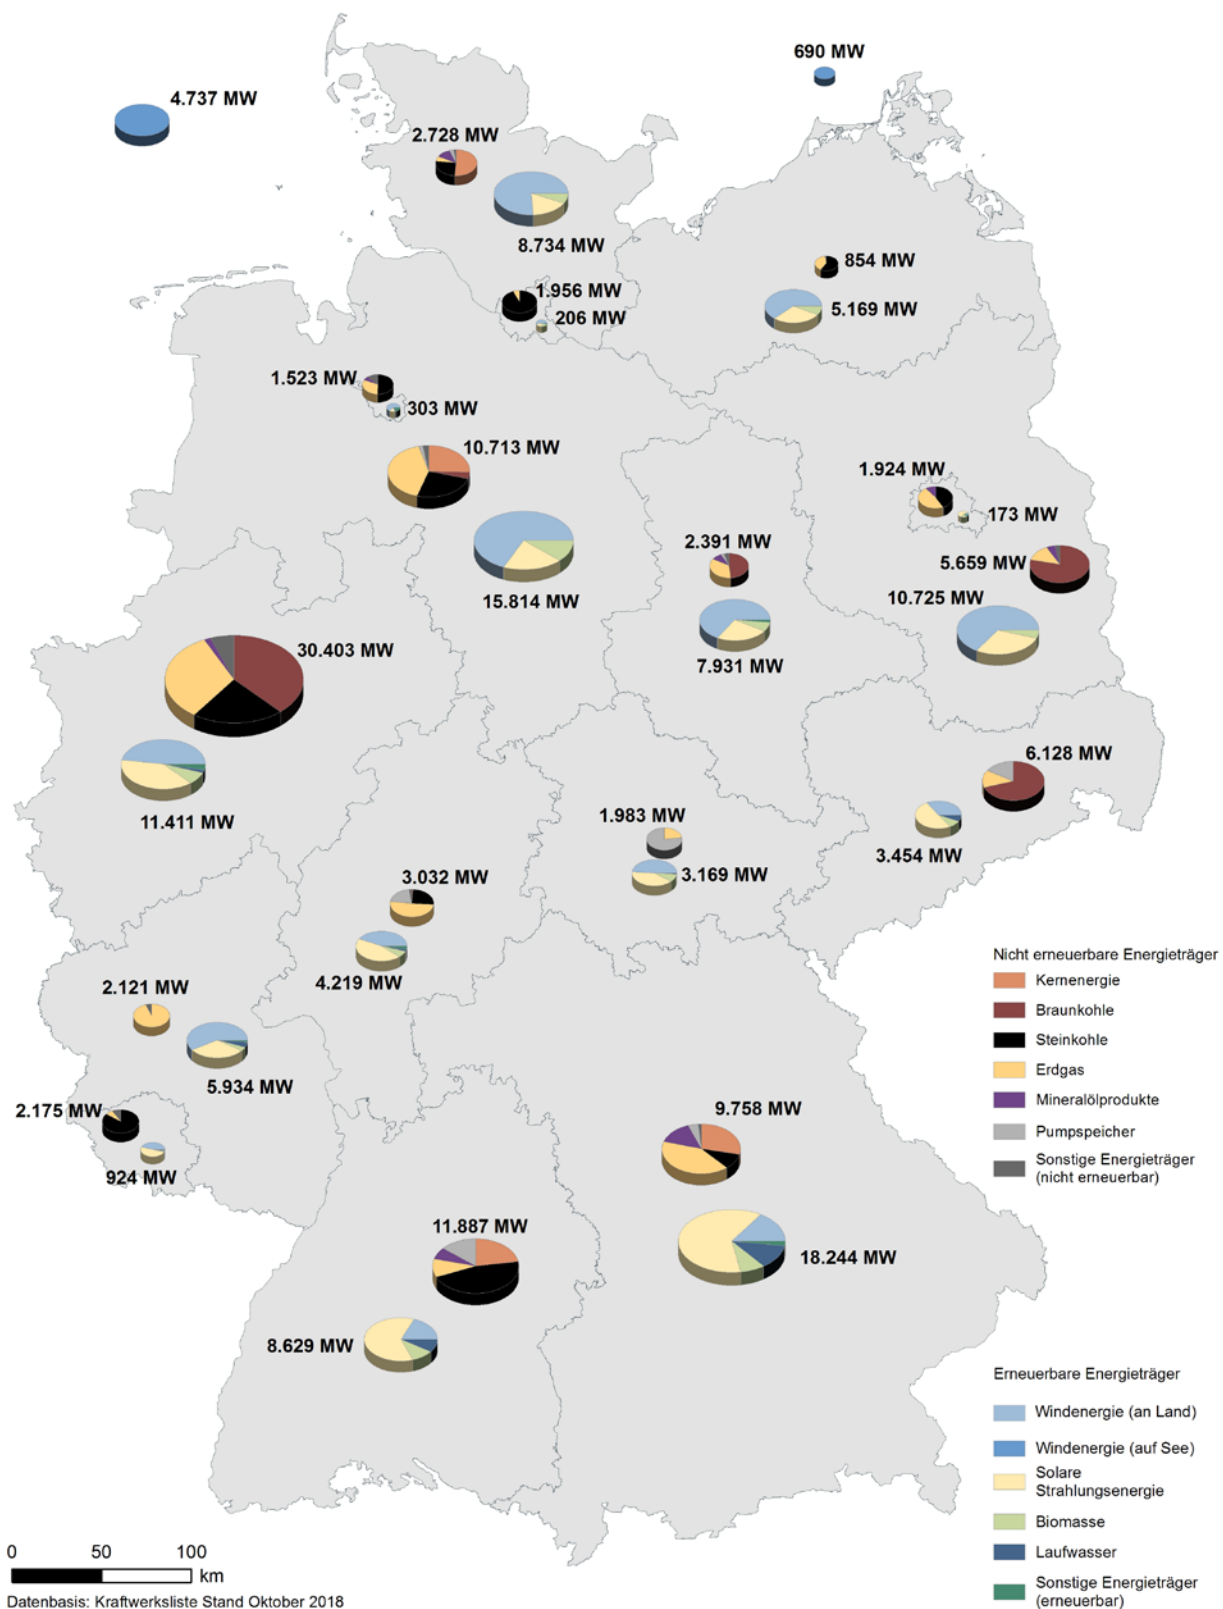 690 MW
4.737 MW
2.728 MW
8.734 MW
854 MW
1.956 MW
5.169 MW
206 MW
1.523 MW
303 MW
10.713 MW
1.924 MW
173 MW
2.391 MW
5.659 MW
15.814 MW
10.725 MW
30.403 MW
7.931 MW
6.128 MW
11.411 MW
1.983 MW
3.454 MW
3.032 MW
3.169 MW
4.219 MW
2.121 MW
5.934 MW
2.175 MW
924 MW
9.758 MW
11.887 MW
18.244 MW
8.629 MW
Nicht erneuerbare Energieträger
Kernenergie
Braunkohle
Steinkohle
Erdgas
Mineralölprodukte
Pumpspeicher
Sonstige Energieträger
(nicht erneuerbar)
Erneuerbare Energieträger
Windenergie (an Land)
Windenergie (auf See)
Solare
Strahlungsenergie
Biomasse
Laufwasser
Sonstige Energieträger
(erneuerbar)
0 50 100
km
Datenbasis: Kraftwerksliste Stand Oktober 2018